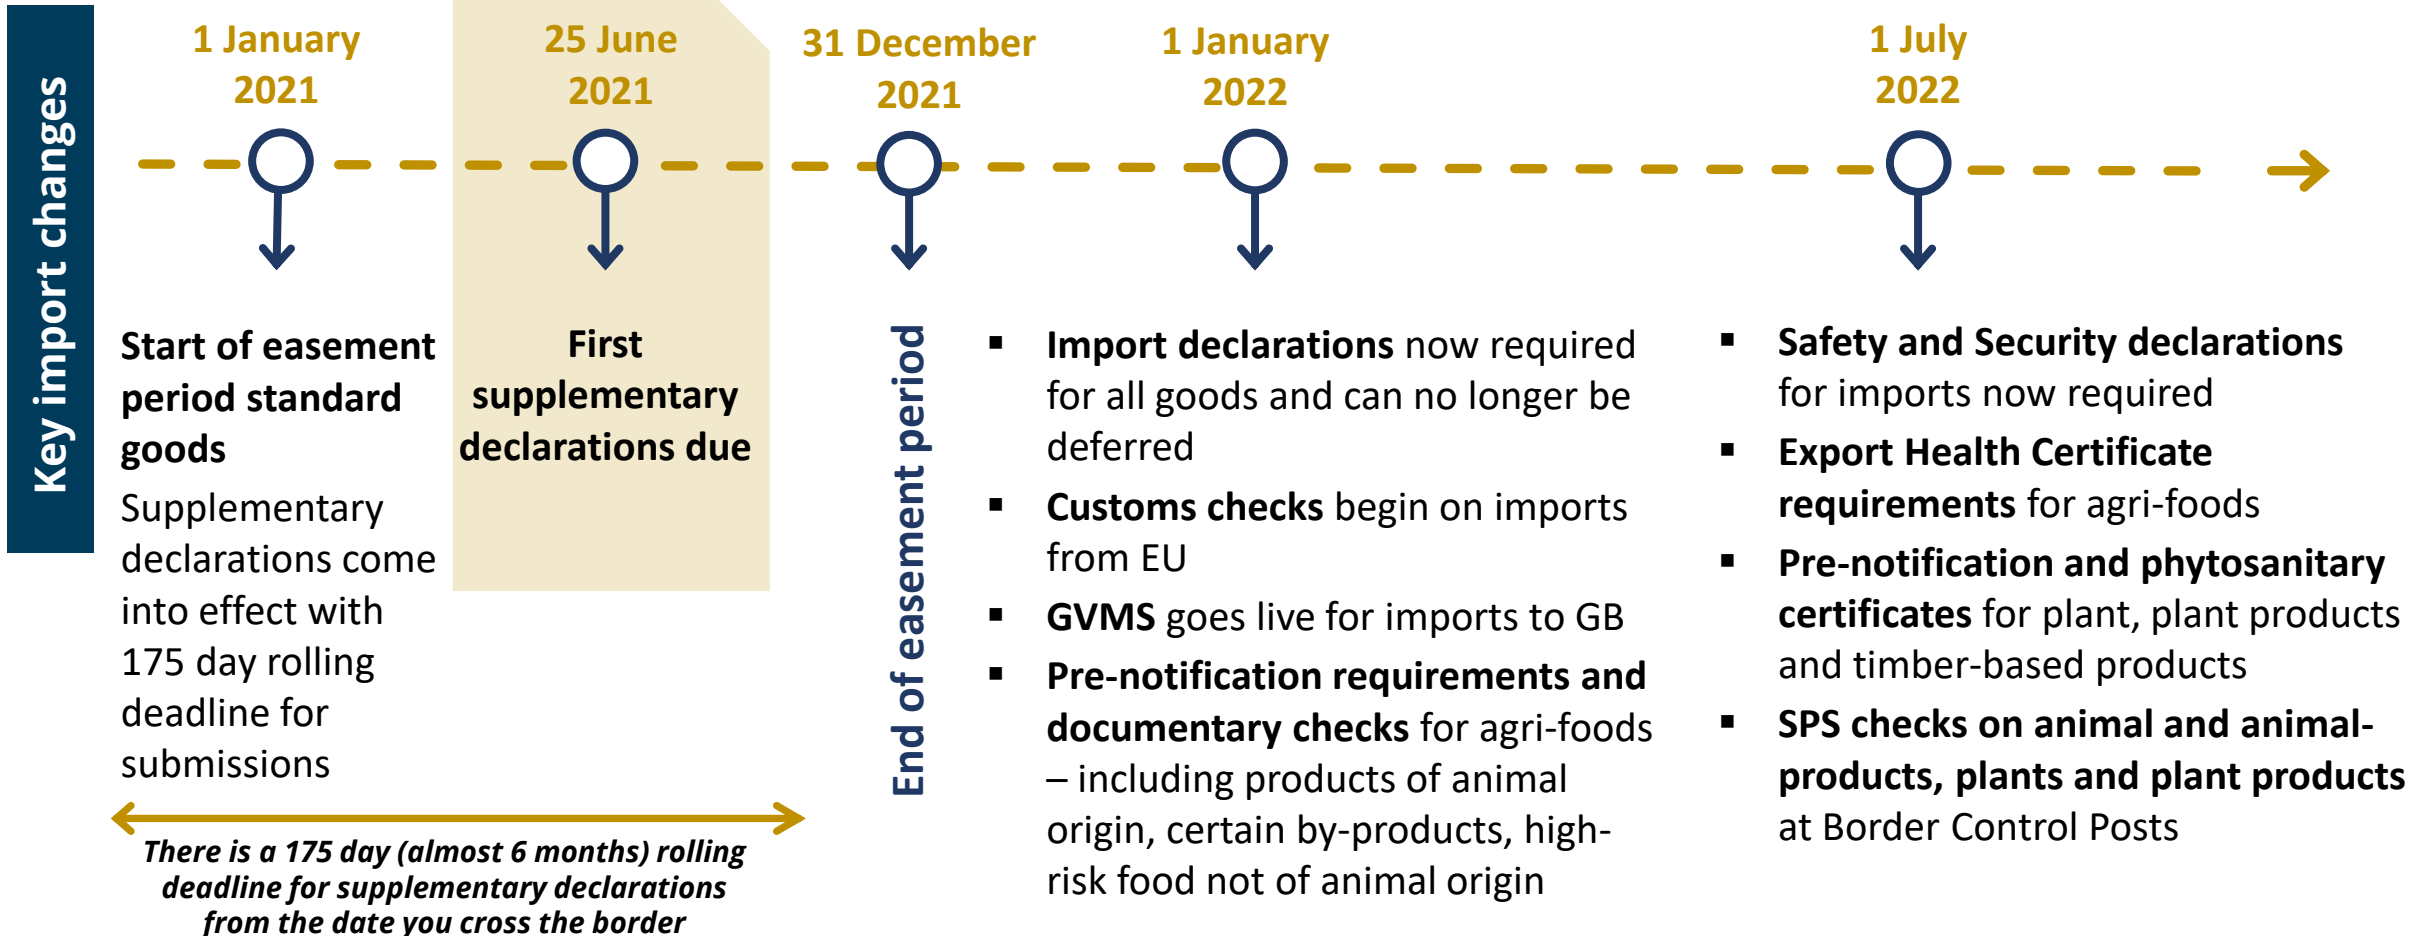 Key import changes
1 January
2021
25 June
2021
31 December
2021
1 January
2022
1 July
2022
Start of easement
period standard
goods
Supplementary
declarations come
into effect with
175 day rolling
deadline for
submissions
First
supplementary
declarations due
There is a 175 day (almost 6 months) rolling
deadline for supplementary declarations
from the date you cross the border
End of easement period
▪ Import declarations now required
for all goods and can no longer be
deferred
▪ Customs checks begin on imports
from EU
▪ GVMS goes live for imports to GB
▪ Pre-notification requirements and
documentary checks for agri-foods
– including products of animal
origin, certain by-products, high-
risk food not of animal origin
▪ Safety and Security declarations
for imports now required
▪ Export Health Certificate
requirements for agri-foods
▪ Pre-notification and phytosanitary
certificates for plant, plant products
and timber-based products
▪ SPS checks on animal and animal-
products, plants and plant products
at Border Control Posts